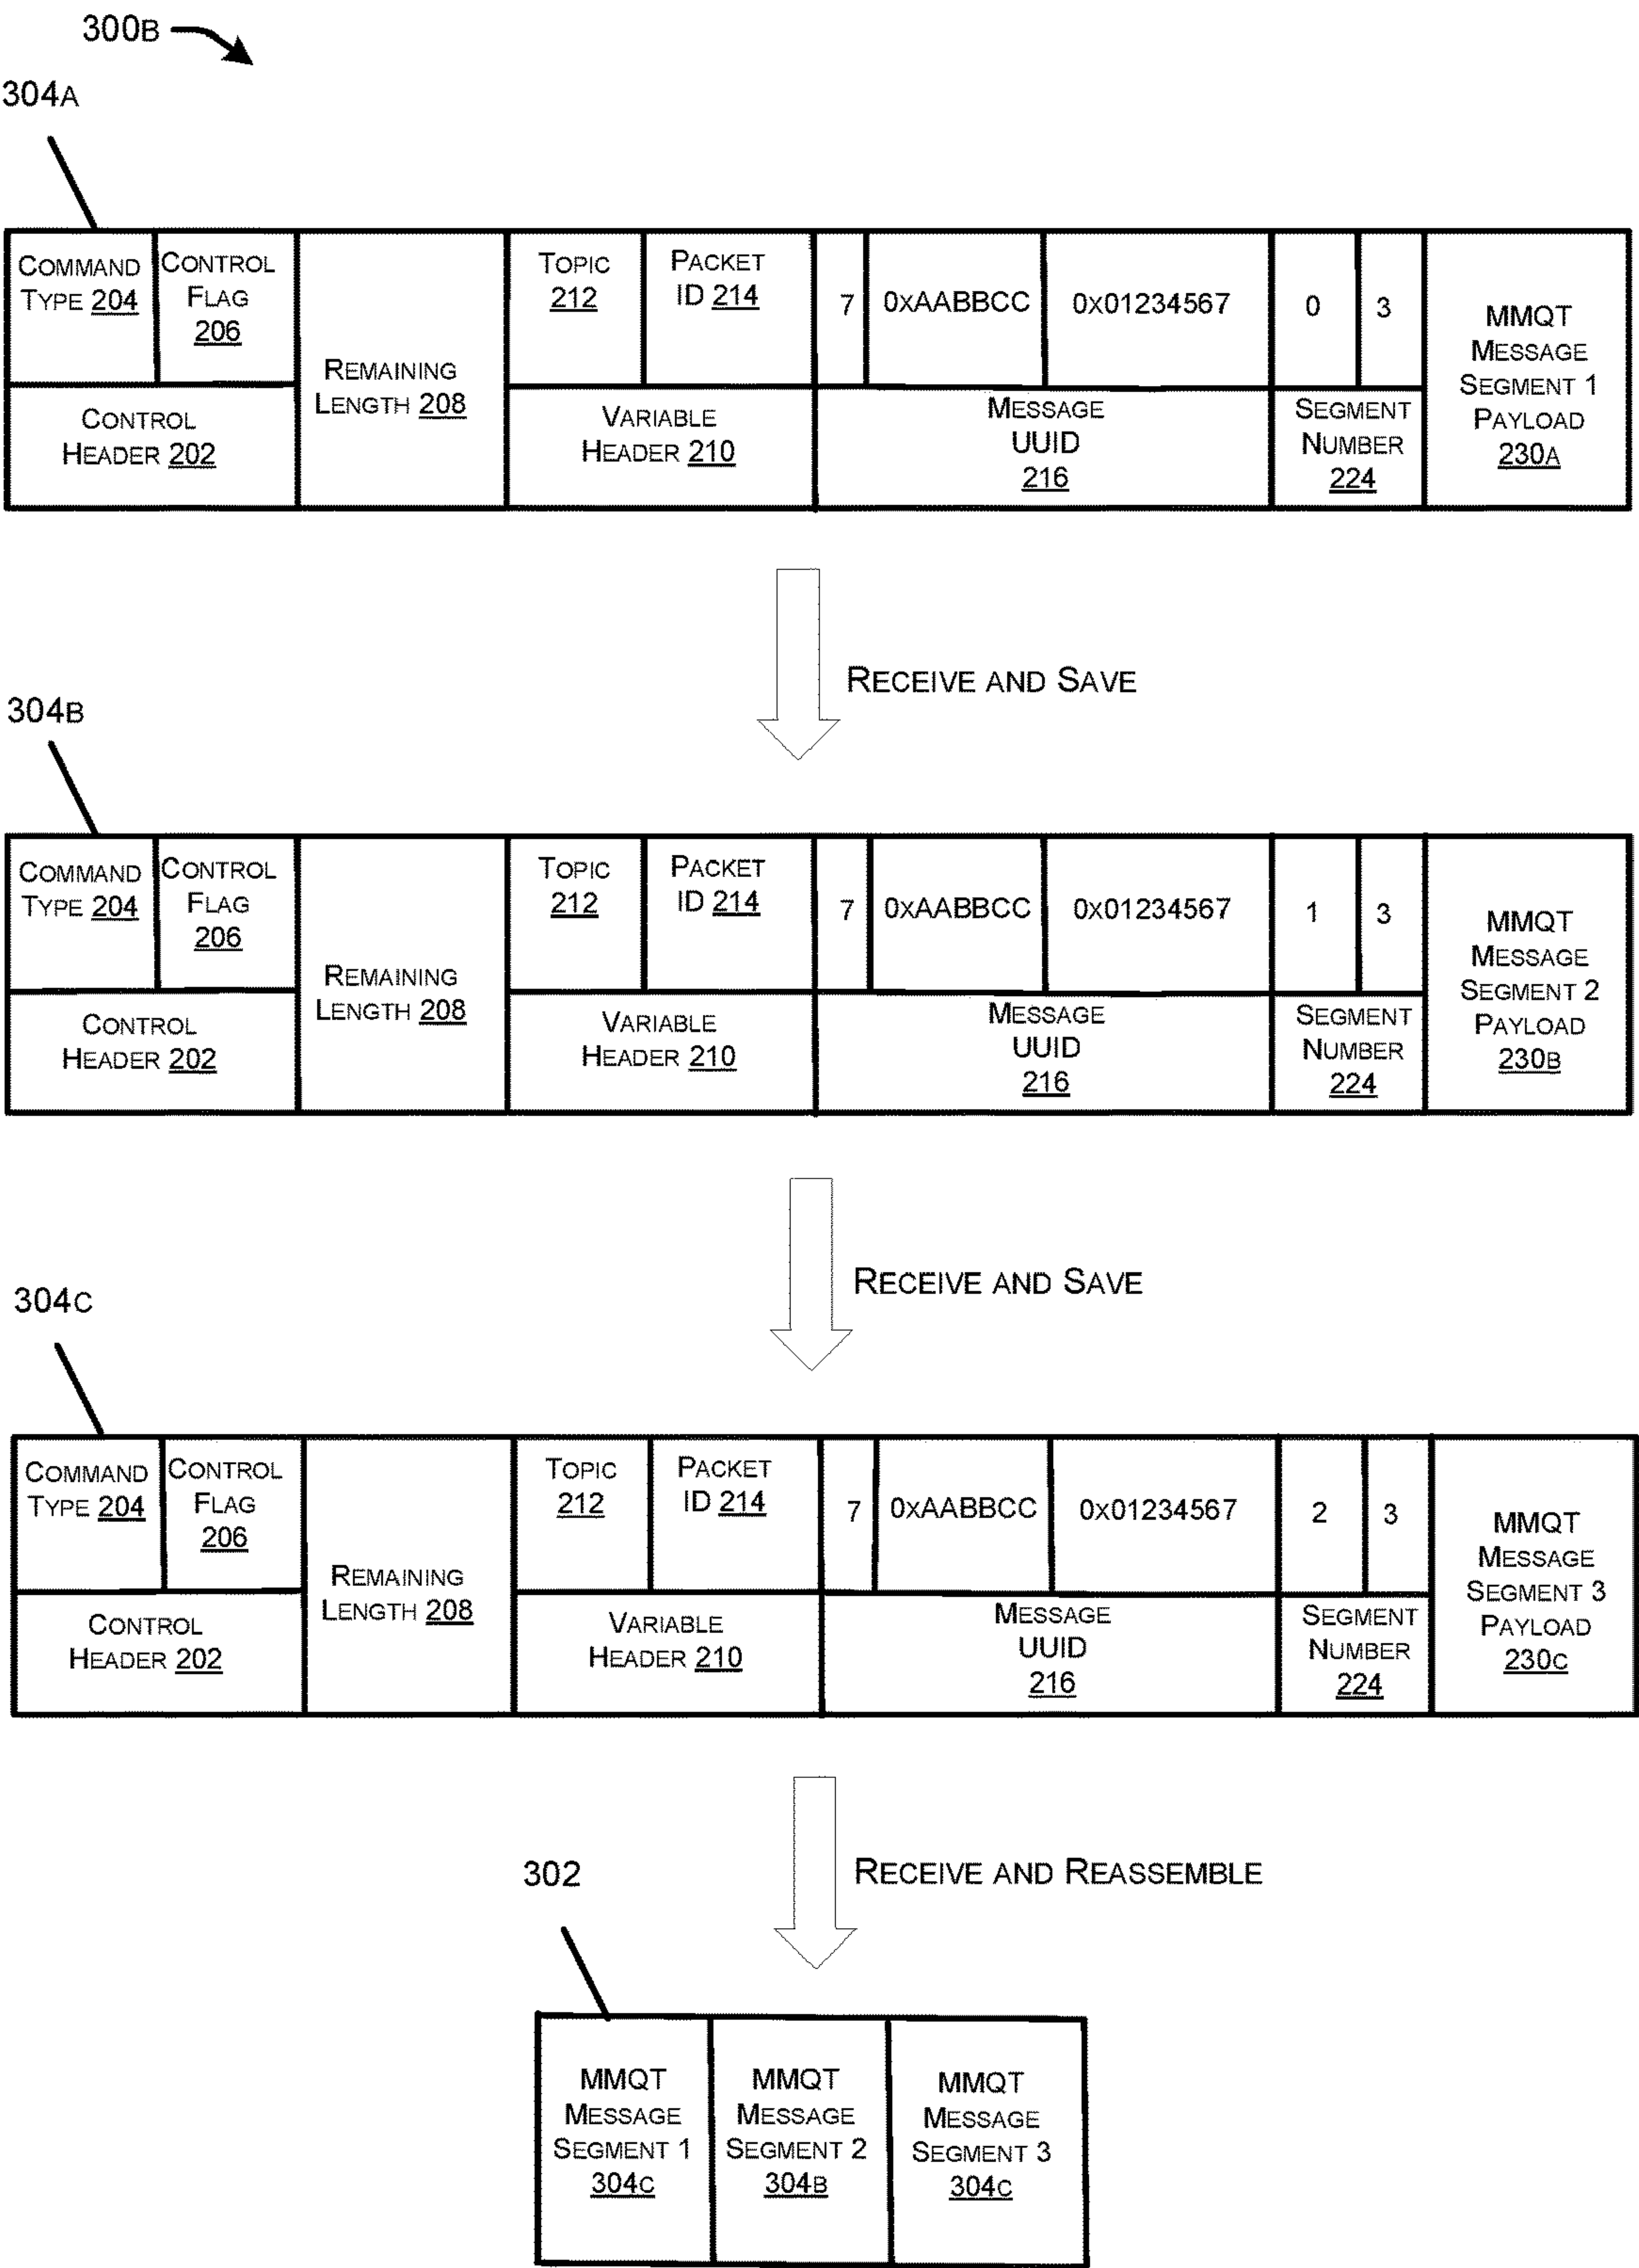 300B
304A
COMMAND TYPE 204
CONTROL FLAG 206
CONTROL HEADER 202
REMAINING LENGTH 208
TOPIC 212
PACKET ID 214
VARIABLE HEADER 210
7
0XAABBCC
0X01234567
MESSAGE UUID 216
0
3
SEGMENT NUMBER 224
MMQT MESSAGE SEGMENT 1 PAYLOAD 230A
RECEIVE AND SAVE
304B
COMMAND TYPE 204
CONTROL FLAG 206
CONTROL HEADER 202
REMAINING LENGTH 208
TOPIC 212
PACKET ID 214
VARIABLE HEADER 210
7
0XAABBCC
0X01234567
MESSAGE UUID 216
1
3
SEGMENT NUMBER 224
MMQT MESSAGE SEGMENT 2 PAYLOAD 230B
RECEIVE AND SAVE
304C
COMMAND TYPE 204
CONTROL FLAG 206
CONTROL HEADER 202
REMAINING LENGTH 208
TOPIC 212
PACKET ID 214
VARIABLE HEADER 210
7
0XAABBCC
0X01234567
MESSAGE UUID 216
2
3
SEGMENT NUMBER 224
MMQT MESSAGE SEGMENT 3 PAYLOAD 230C
RECEIVE AND REASSEMBLE
302
MMQT MESSAGE SEGMENT 1 304C
MMQT MESSAGE SEGMENT 2 304B
MMQT MESSAGE SEGMENT 3 304C